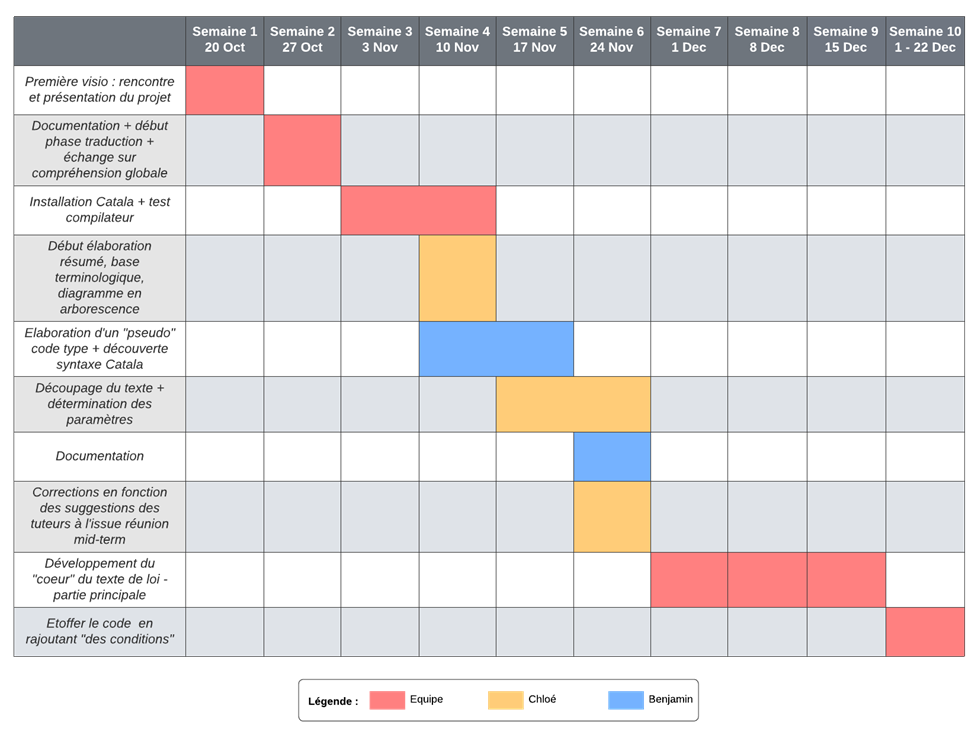 Semaine 1 Semaine 2 Semaine 3 Semaine 4 Semaine 5 Semaine 6 Semaine 7 Semaine 8 Semaine 9 Semaine 10
20 Oct 27 Oct 3 Nov 10 Nov 17 Nov 24 Nov 1 Dec 8 Dec 15 Dec 1 - 22 Dec
Première visio : rencontre
et présentation du projet
Documentation + début
phase traduction +
échange sur
compréhension globale
Installation Catala + test
compilateur
Début élaboration
résumé, base
terminologique,
diagramme en
arborescence
Elaboration d'un "pseudo"
code type + découverte
syntaxe Catala
Découpage du texte +
détermination des
paramètres
Documentation
Corrections en fonction
des suggestions des
tuteurs à l'issue réunion
mid-term
Développement du
"coeur" du texte de loi -
partie principale
Etoffer le code en
rajoutant "des conditions"
Légende : Equipe Chloé Benjamin